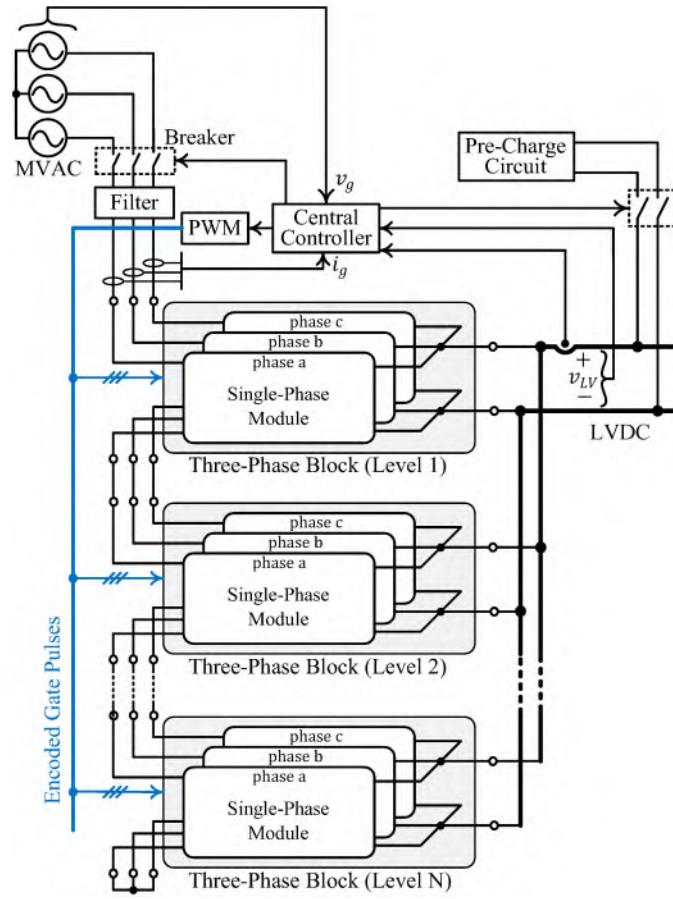 MVAC
Breaker
Filter
PWM
Central
Controller
v_g
i_g
Pre-Charge
Circuit
+
v_{LV}
−
LVDC
phase c
phase b
phase a
Single-Phase
Module
Three-Phase Block (Level 1)
phase c
phase b
phase a
Single-Phase
Module
Three-Phase Block (Level 2)
phase c
phase b
phase a
Single-Phase
Module
Three-Phase Block (Level N)
Encoded Gate Pulses